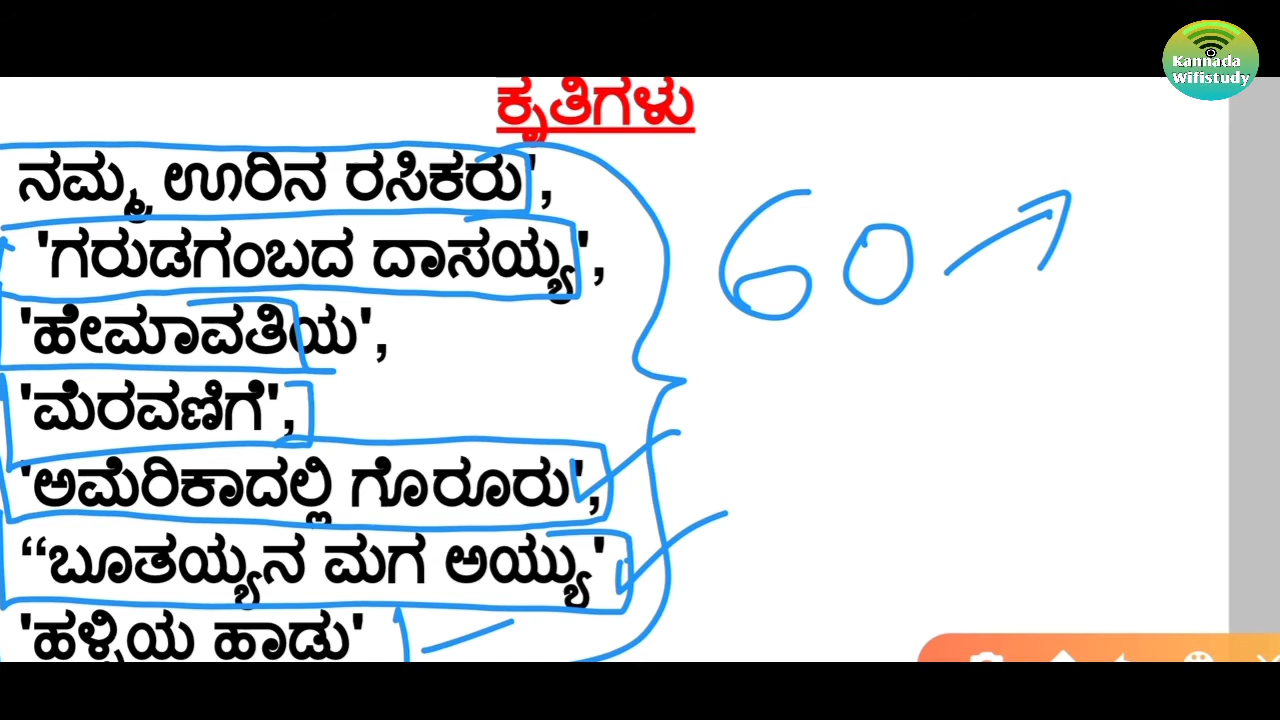 Kannada
Wifistudy
ಕೃತಿಗಳು
ನಮ್ಮ ಊರಿನ ರಸಿಕರು',
'ಗರುಡಗಂಬದ ದಾಸಯ್ಯ',
'ಹೇಮಾವತಿಯ',
'ಮೆರವಣಿಗೆ',
'ಅಮೆರಿಕಾದಲ್ಲಿ ಗೊರೂರು',
“ಬೂತಯ್ಯನ ಮಗ ಅಯ್ಯು'
'ಹಳ್ಳಿಯ ಹಾಡು'
60